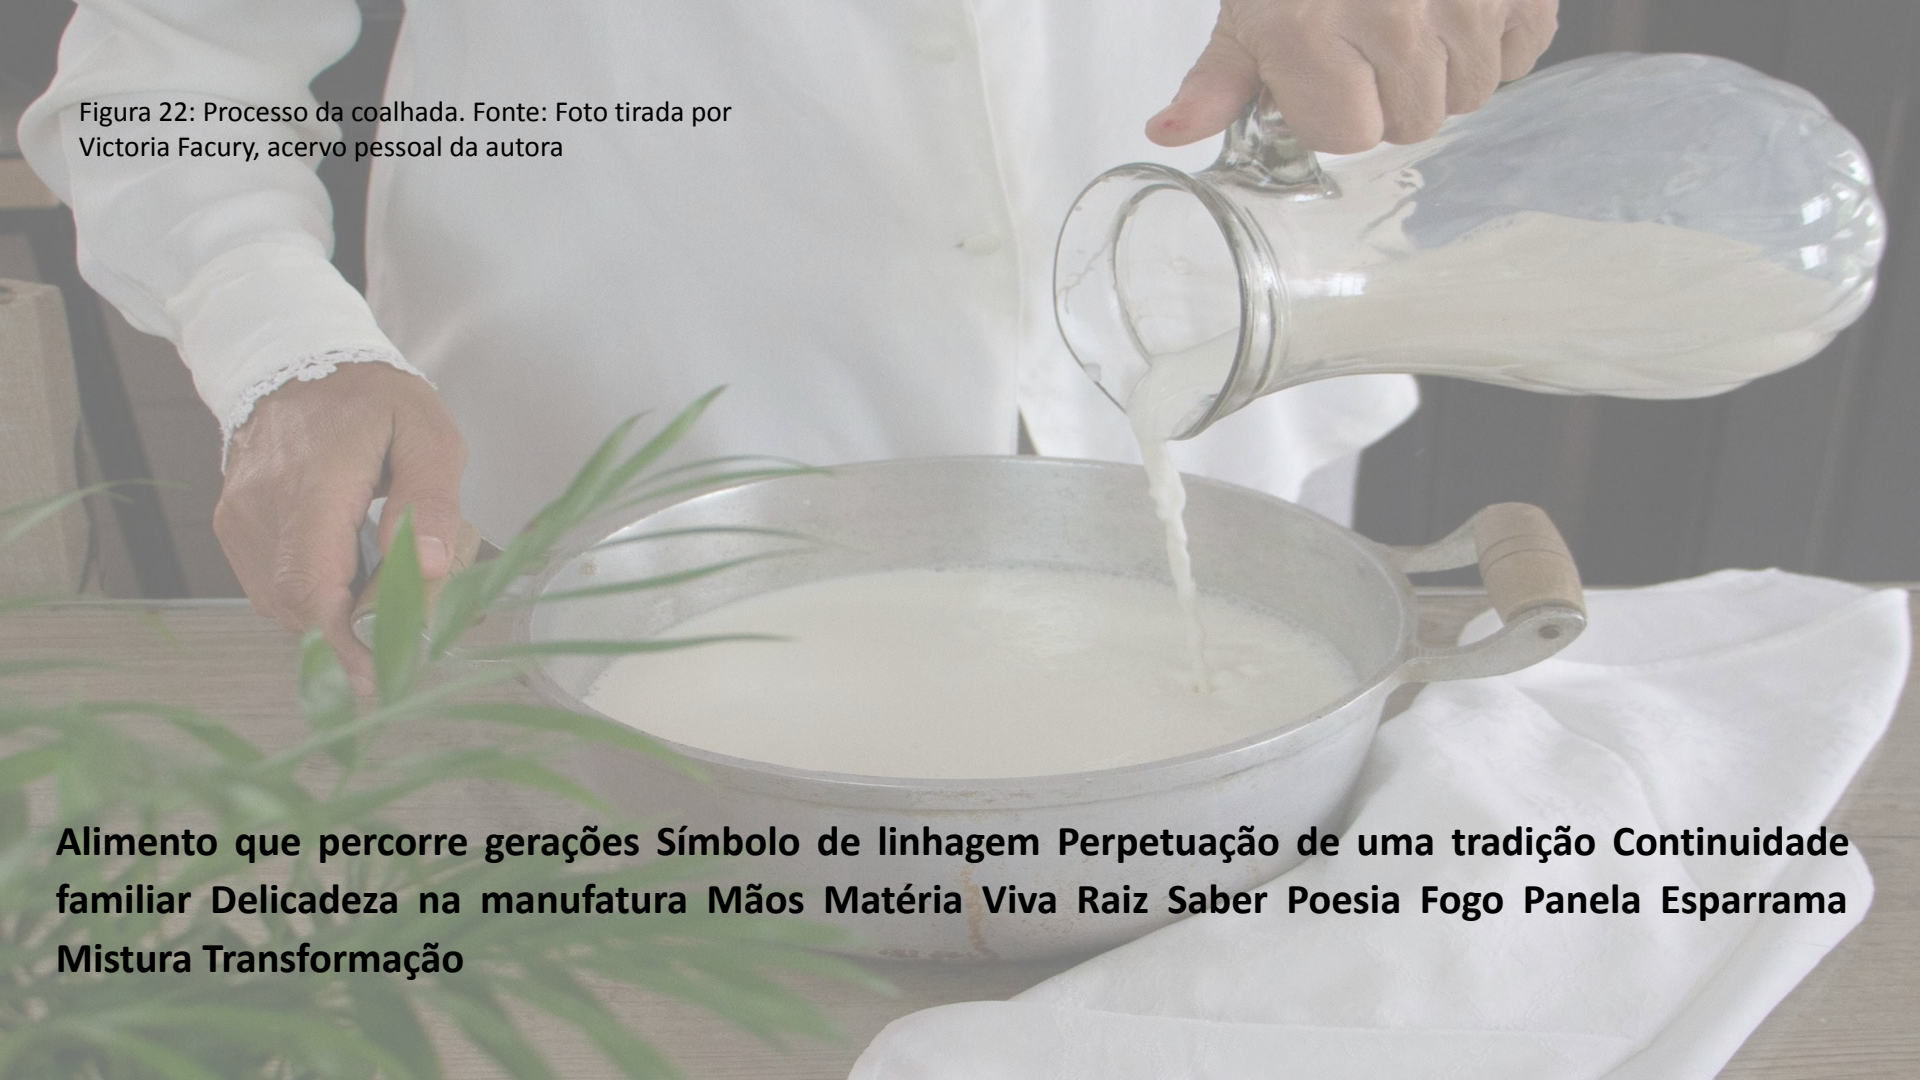 Figura 22: Processo da coalhada. Fonte: Foto tirada por
Victoria Facury, acervo pessoal da autora
Alimento que percorre gerações Símbolo de linhagem Perpetuação de uma tradição Continuidade
familiar Delicadeza na manufatura Mãos Matéria Viva Raiz Saber Poesia Fogo Panela Esparrama
Mistura Transformação